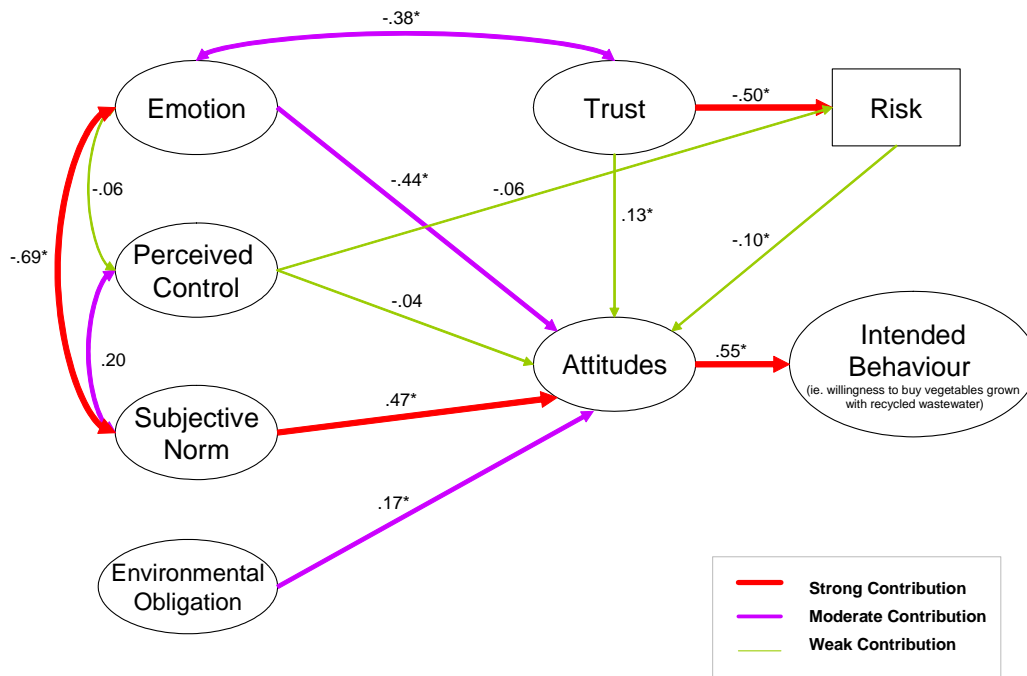 -.38*
Emotion
Trust
-.50*
Risk
-.06
-.44*
-.06
.13*
-.69*
Perceived
Control
-.10*
-.04
.20
Attitudes
.55*
Intended
Behaviour
(ie. willingness to buy vegetables grown
with recycled wastewater)
Subjective
Norm
.47*
.17*
Environmental
Obligation
Strong Contribution
Moderate Contribution
Weak Contribution